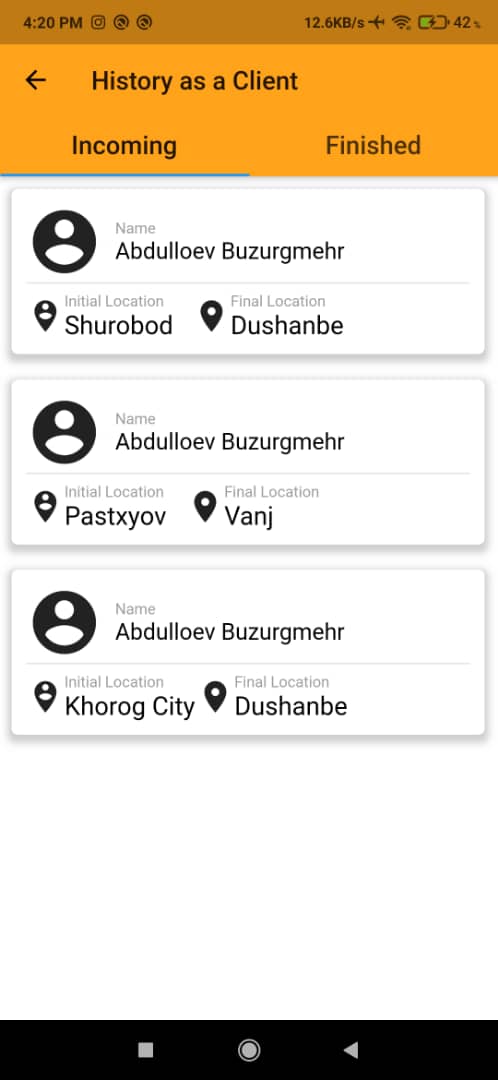 4:20 PM 12.6KB/s 42%
History as a Client
Incoming Finished
Name
Abdulloev Buzurgmehr
Initial Location Final Location
Shurobod Dushanbe
Name
Abdulloev Buzurgmehr
Initial Location Final Location
Pastxyov Vanj
Name
Abdulloev Buzurgmehr
Initial Location Final Location
Khorog City Dushanbe